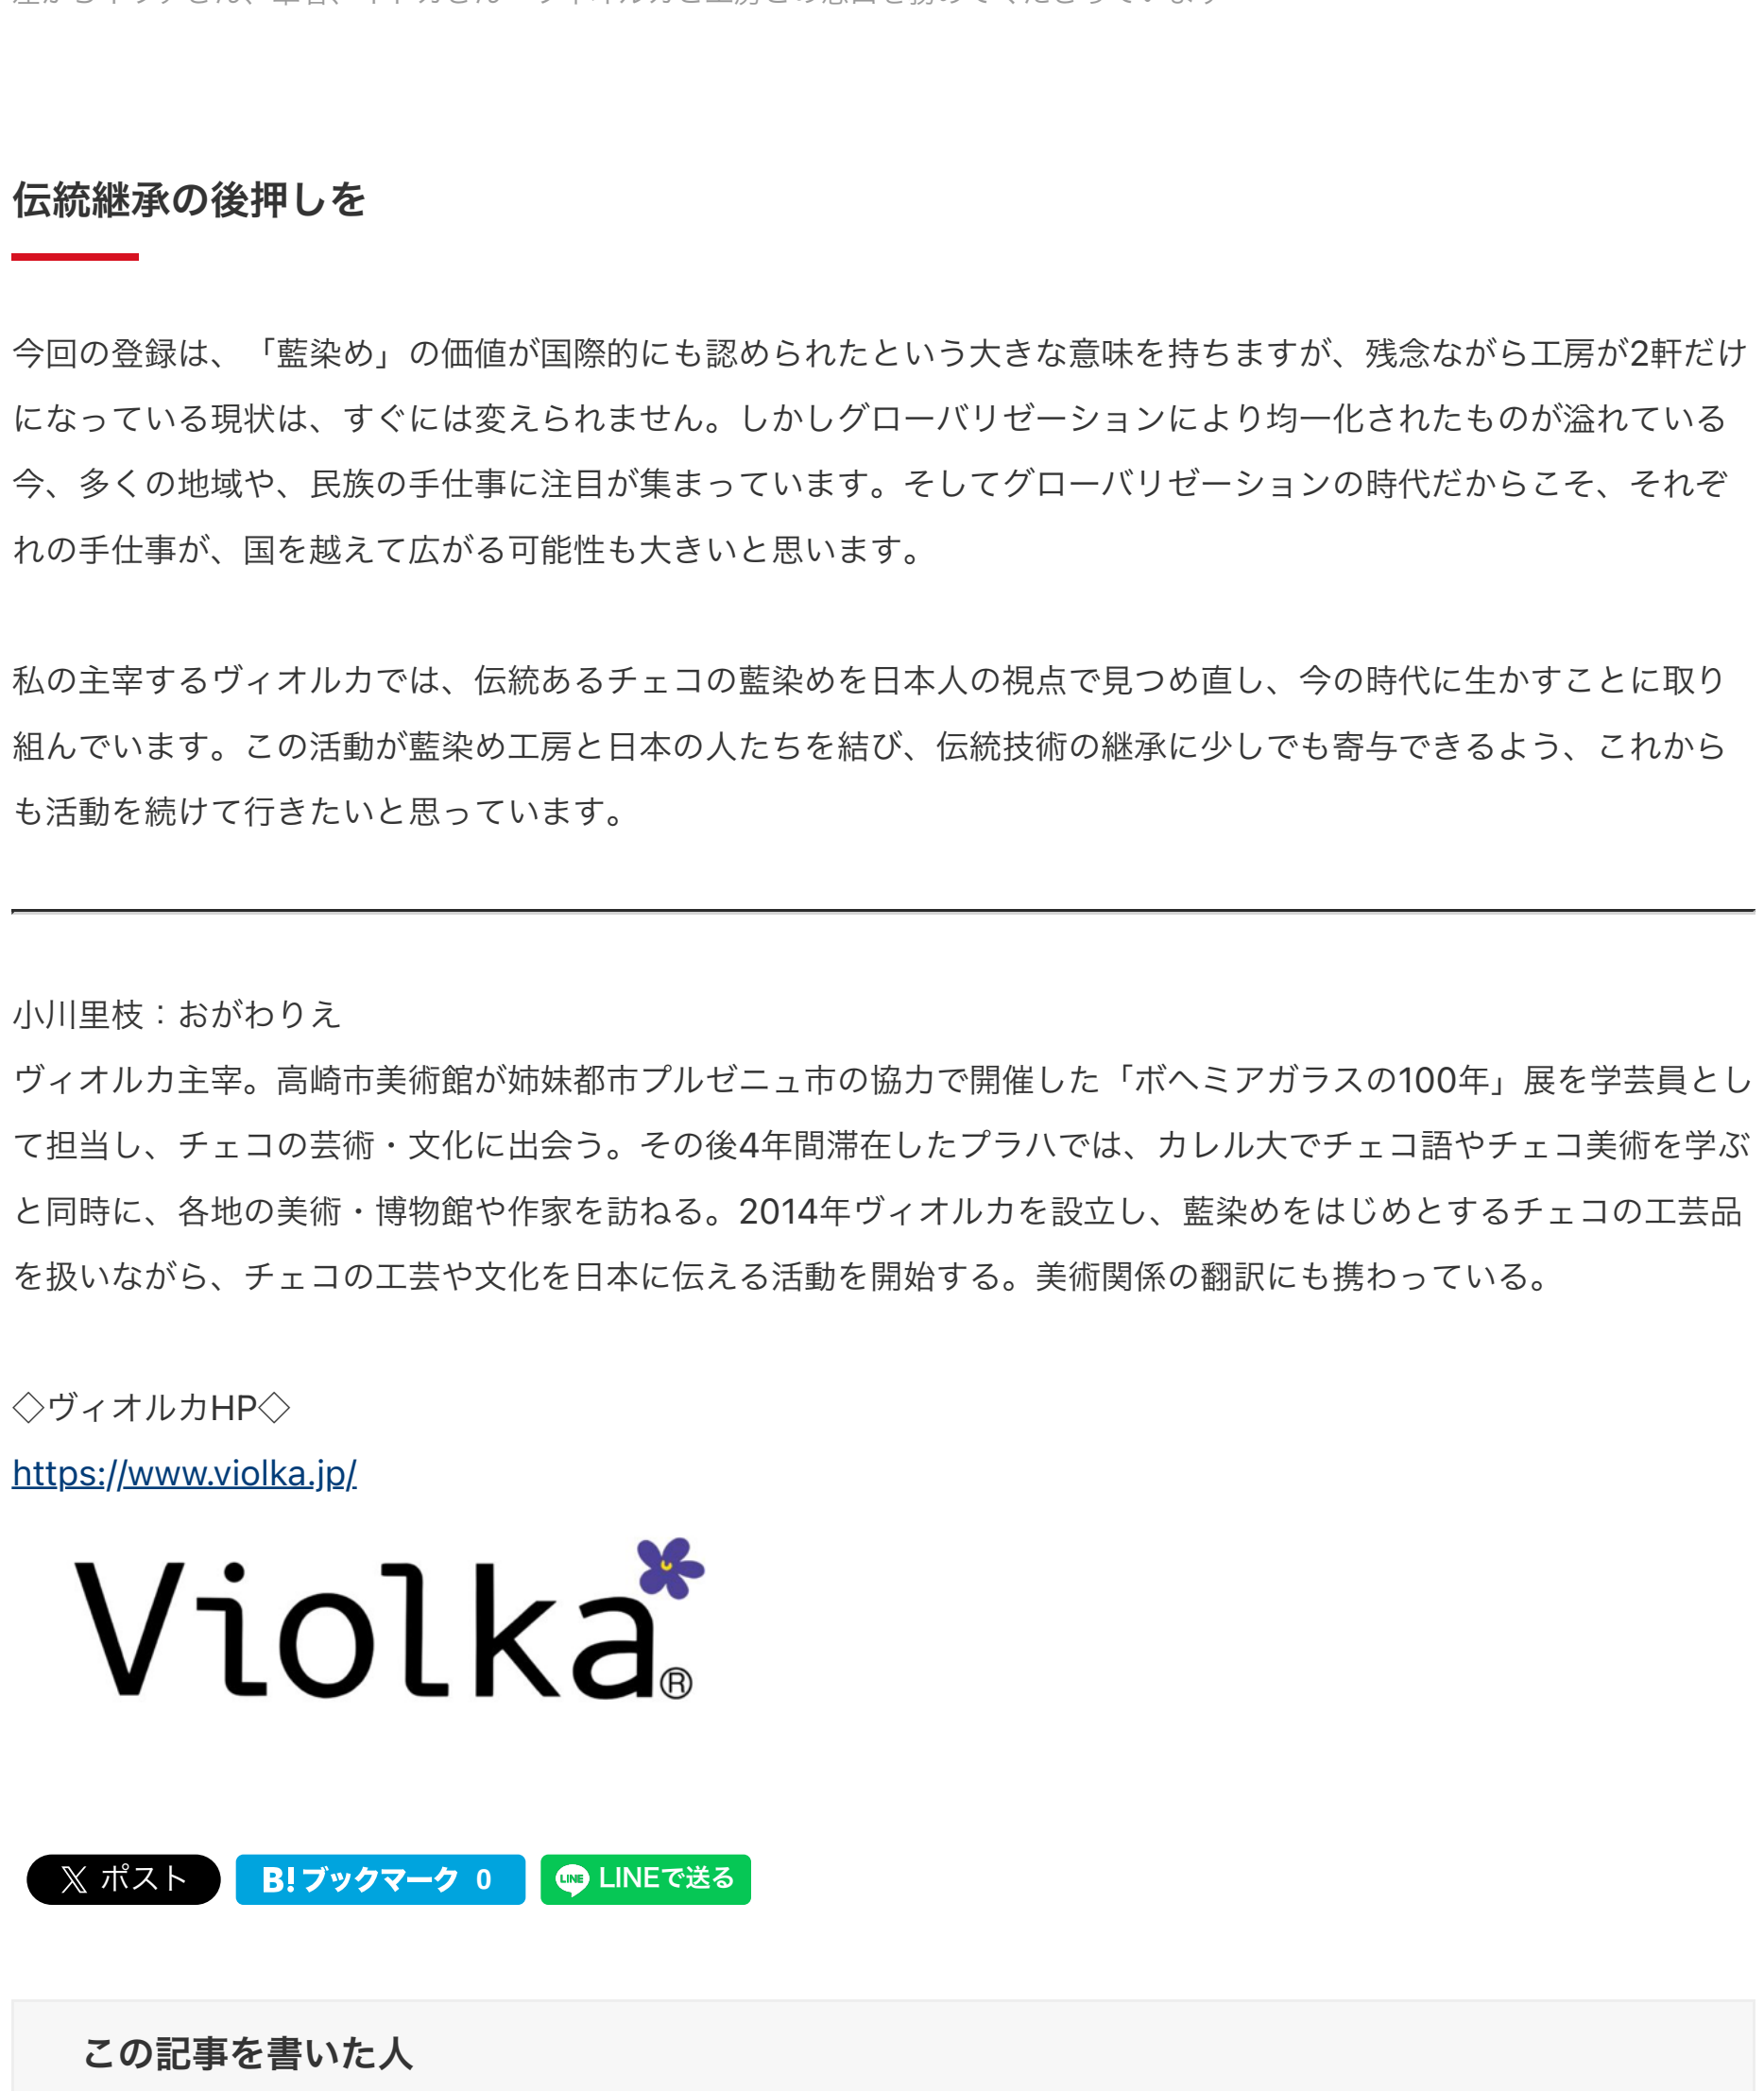 伝統継承の後押しを
今回の登録は、「藍染め」の価値が国際的にも認められたという大きな意味を持ちますが、残念ながら工房が2軒だけ
になっている現状は、すぐには変えられません。しかしグローバリゼーションにより均一化されたものが溢れている
今、多くの地域や、民族の手仕事に注目が集まっています。そしてグローバリゼーションの時代だからこそ、それぞ
れの手仕事が、国を越えて広がる可能性も大きいと思います。
私の主宰するヴィオルカでは、伝統あるチェコの藍染めを日本人の視点で見つめ直し、今の時代に生かすことに取り
組んでいます。この活動が藍染め工房と日本の人たちを結び、伝統技術の継承に少しでも寄与できるよう、これから
も活動を続けて行きたいと思っています。
小川里枝：おがわりえ
ヴィオルカ主宰。高崎市美術館が姉妹都市プルゼニュ市の協力で開催した「ボヘミアガラスの100年」展を学芸員とし
て担当し、チェコの芸術・文化に出会う。その後4年間滞在したプラハでは、カレル大でチェコ語やチェコ美術を学ぶ
と同時に、各地の美術・博物館や作家を訪ねる。2014年ヴィオルカを設立し、藍染めをはじめとするチェコの工芸品
を扱いながら、チェコの工芸や文化を日本に伝える活動を開始する。美術関係の翻訳にも携わっている。
◇ヴィオルカHP◇
https://www.violka.jp/
Violka®
X ポスト B!ブックマーク 0 LINE LINEで送る
この記事を書いた人